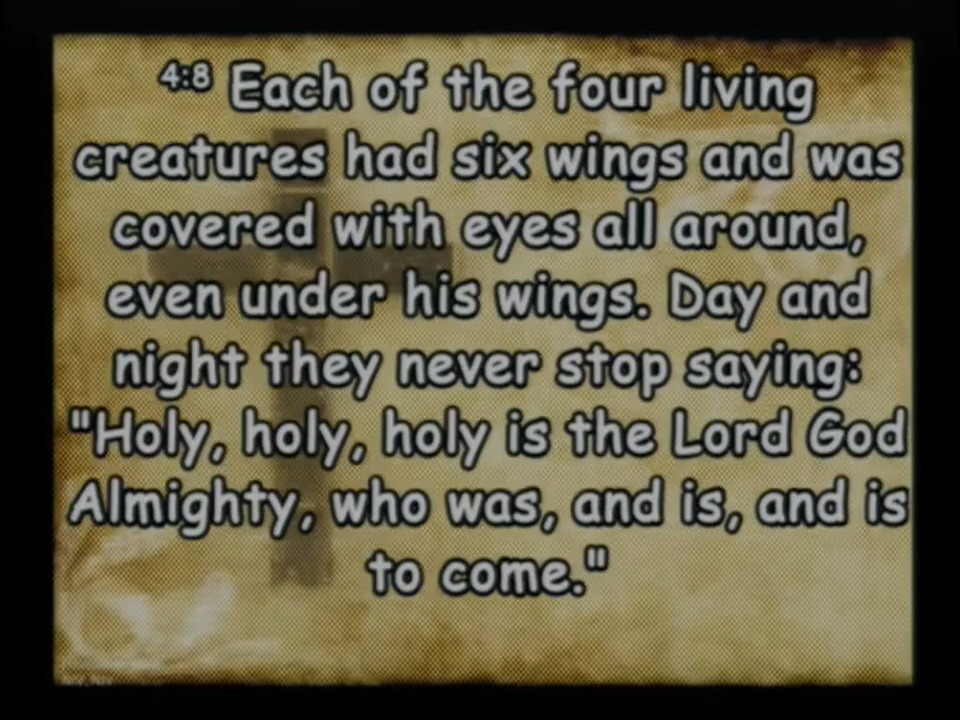 4:8 Each of the four living
creatures had six wings and was
covered with eyes all around,
even under his wings. Day and
night they never stop saying:
"Holy, holy, holy is the Lord God
Almighty, who was, and is, and is
to come."